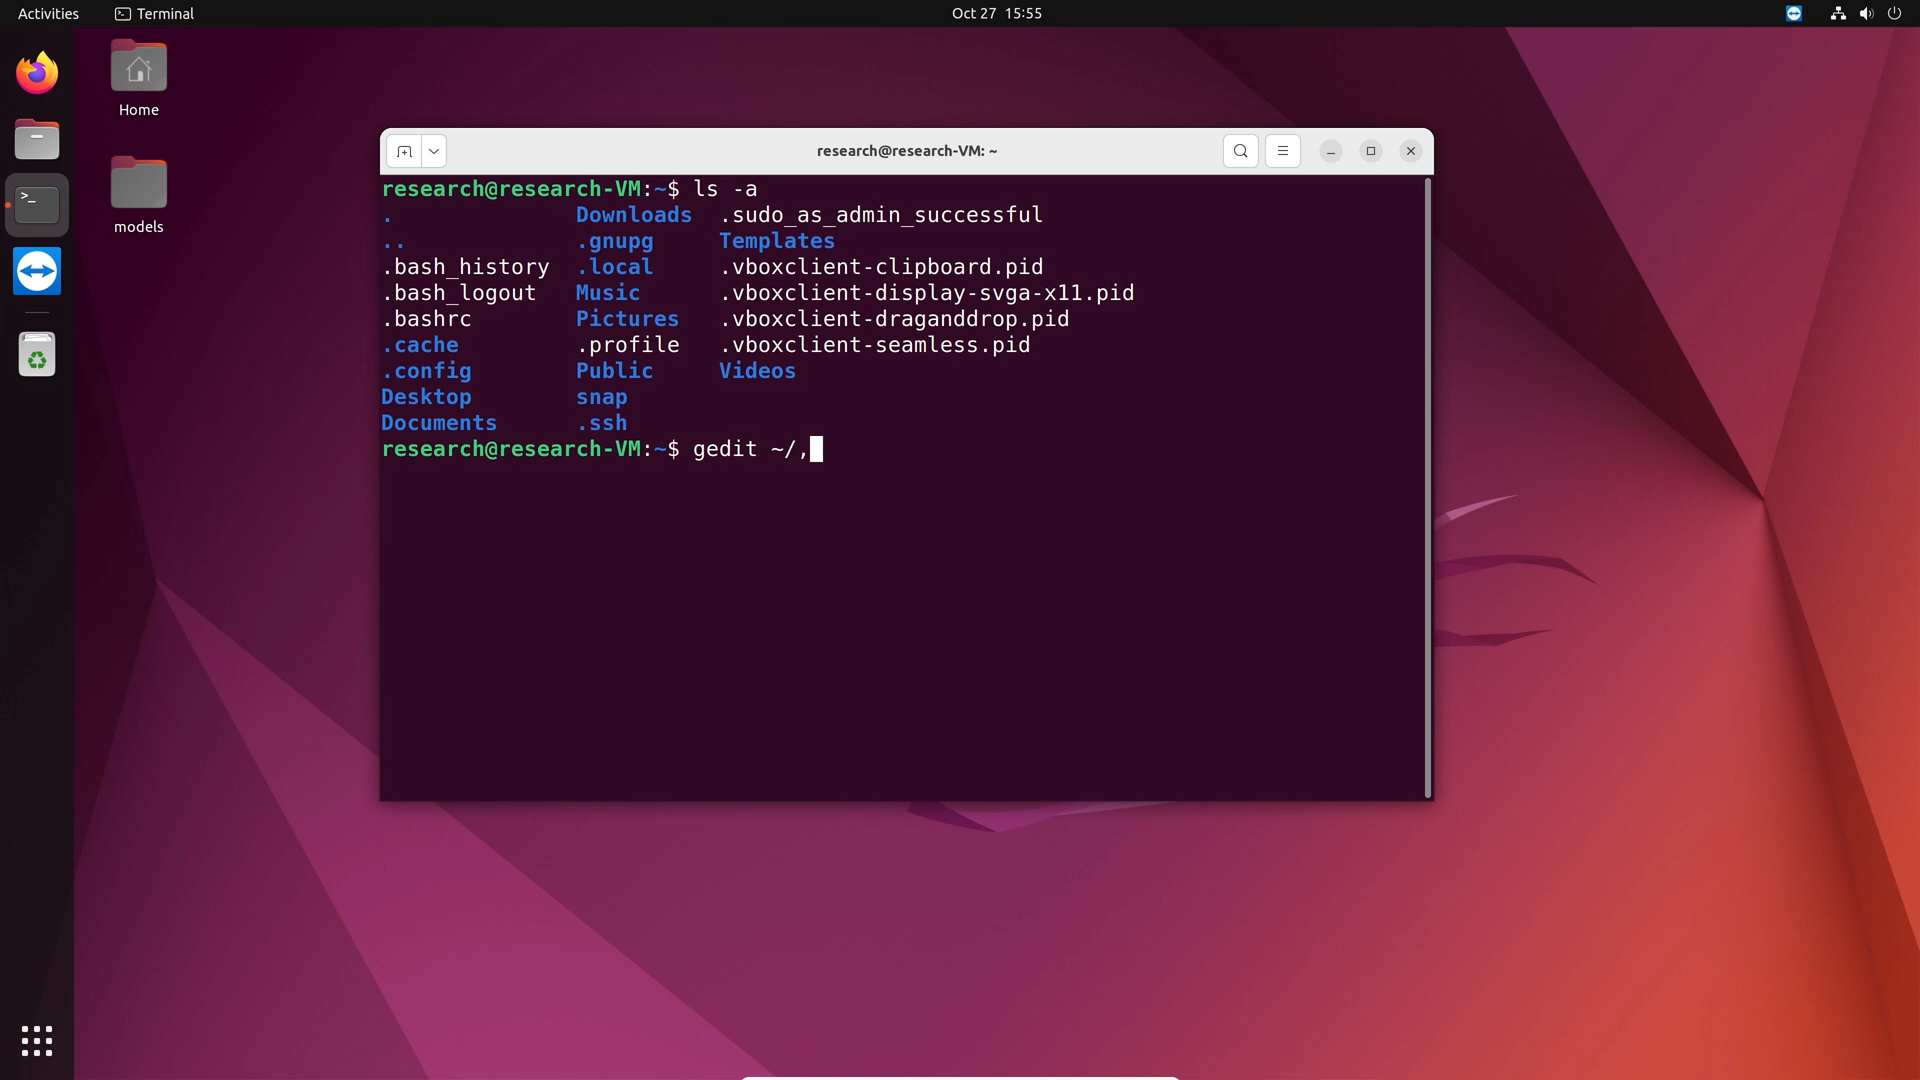 Activities Terminal Oct 27 15:55
Home
models
research@research-VM: ~
research@research-VM:~$ ls -a
. Downloads .sudo_as_admin_successful
.. .gnupg Templates
.bash_history .local .vboxclient-clipboard.pid
.bash_logout Music .vboxclient-display-svga-x11.pid
.bashrc Pictures .vboxclient-draganddrop.pid
.cache .profile .vboxclient-seamless.pid
.config Public Videos
Desktop snap
Documents .ssh
research@research-VM:~$ gedit ~/,